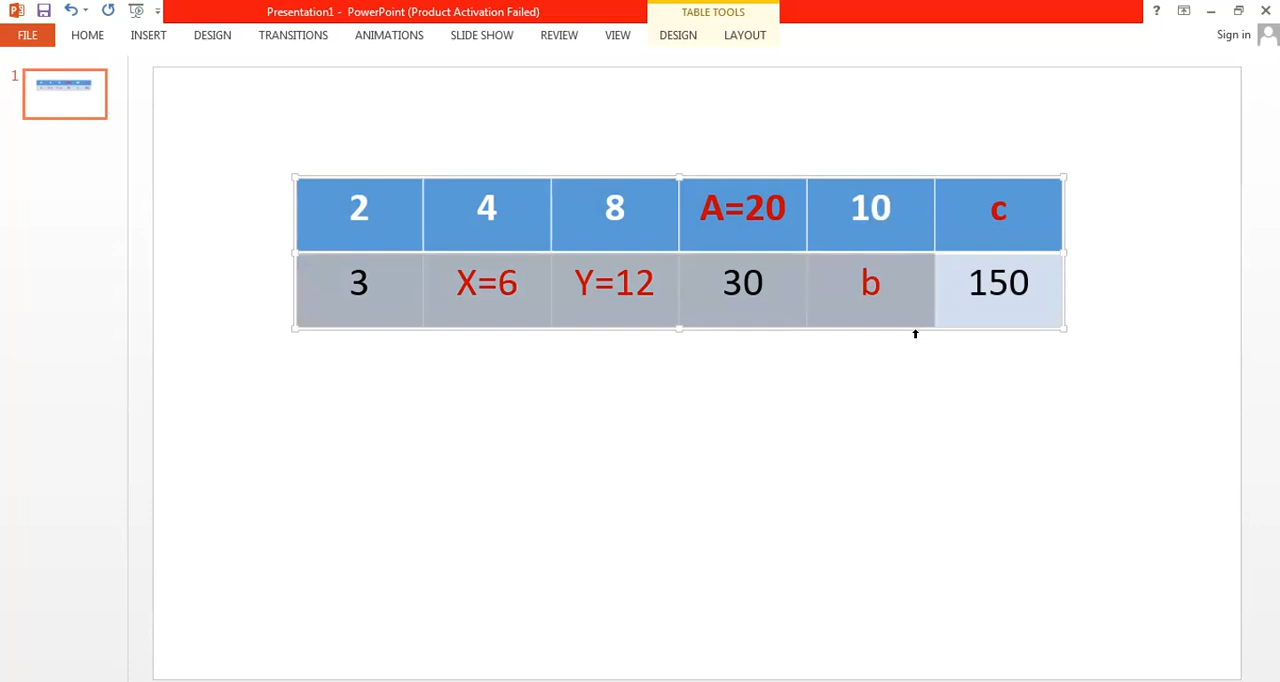 Presentation1 - PowerPoint (Product Activation Failed)
TABLE TOOLS
?
FILE HOME INSERT DESIGN TRANSITIONS ANIMATIONS SLIDE SHOW REVIEW VIEW DESIGN LAYOUT
Sign in
1
2 4 8 A=20 10 c
3 X=6 Y=12 30 b 150